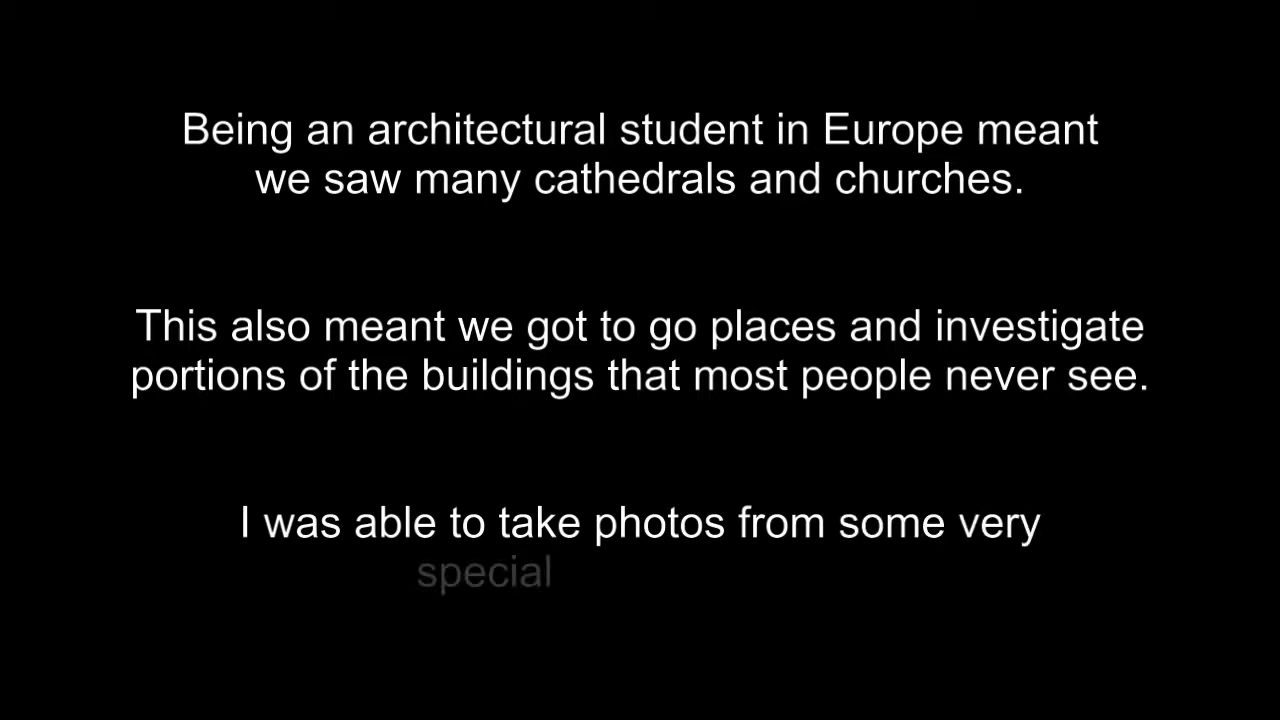 Being an architectural student in Europe meant
we saw many cathedrals and churches.
This also meant we got to go places and investigate
portions of the buildings that most people never see.
I was able to take photos from some very
special